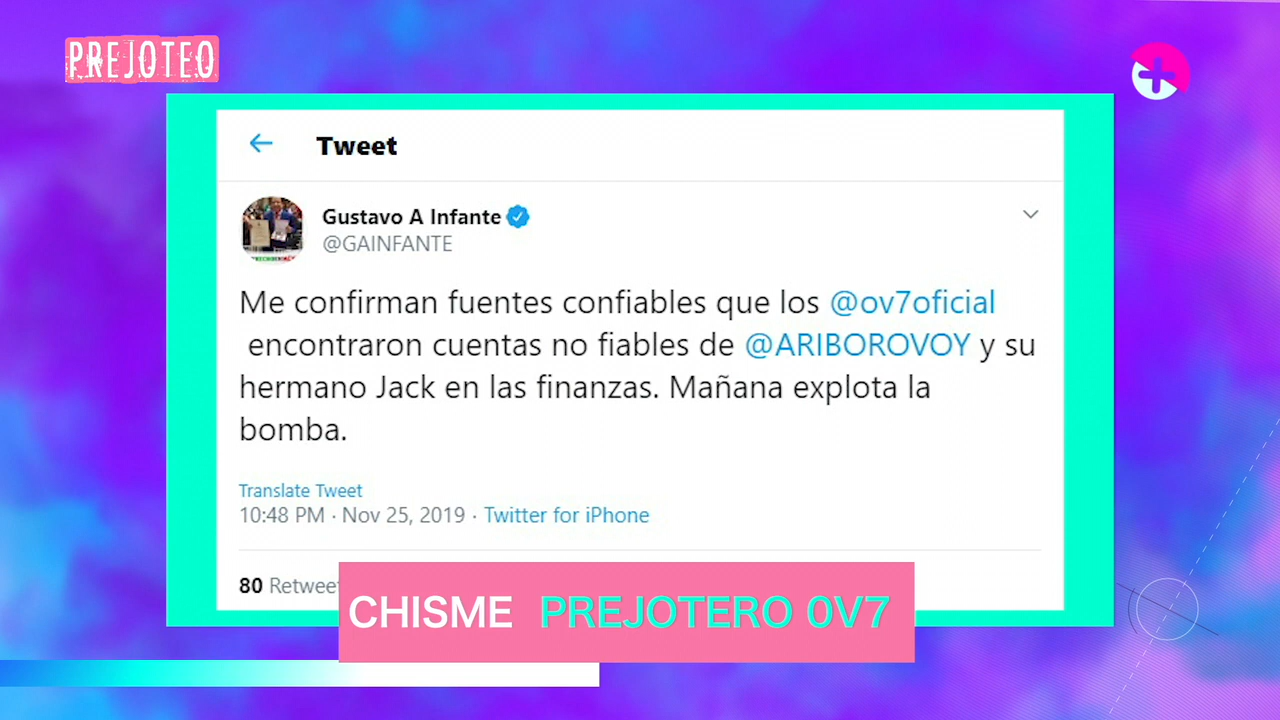 PREJOTEO
Tweet
Gustavo A Infante
@GAINFANTE
Me confirman fuentes confiables que los @ov7oficial
encontraron cuentas no fiables de @ARIBOROVOY y su
hermano Jack en las finanzas. Mañana explota la
bomba.
Translate Tweet
10:48 PM · Nov 25, 2019 · Twitter for iPhone
80 Retweet
CHISME PREJOTERO 0V7